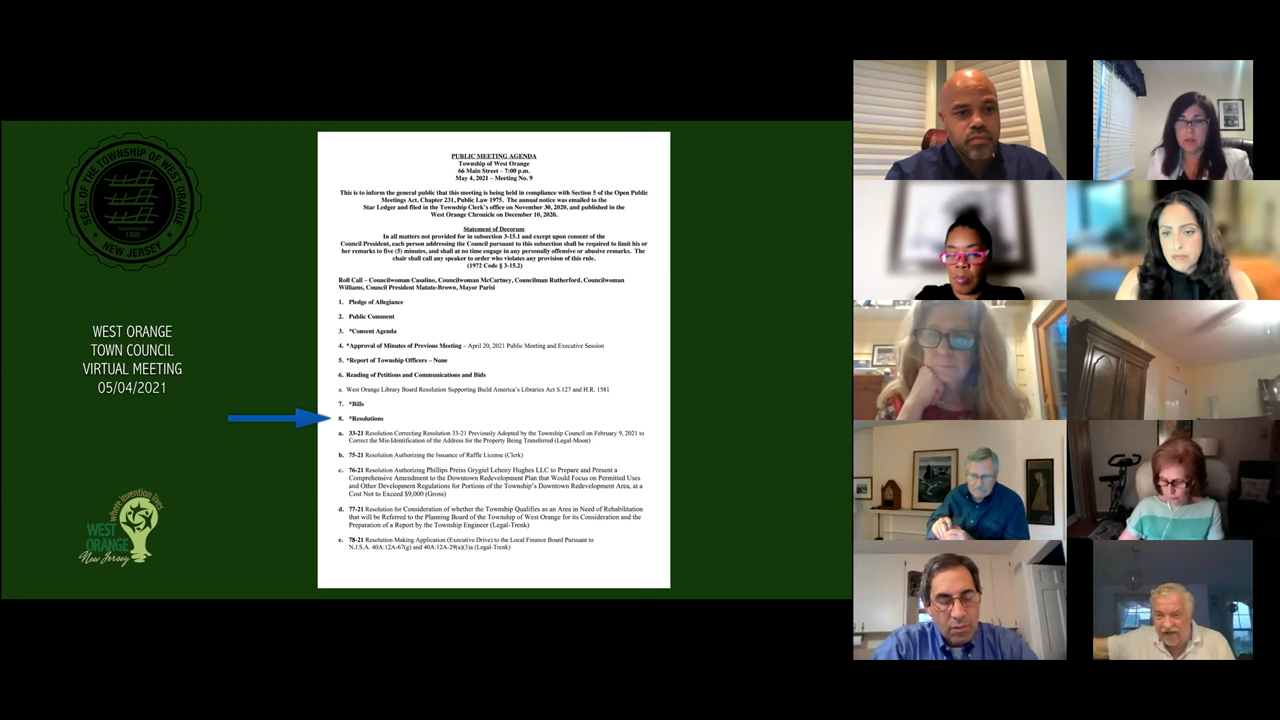 SEAL OF THE TOWNSHIP OF WEST ORANGE
INCORPORATED
1900
NEW JERSEY
WEST ORANGE
TOWN COUNCIL
VIRTUAL MEETING
05/04/2021
where invention lives
WEST
ORANGE
New Jersey
PUBLIC MEETING AGENDA
Township of West Orange
66 Main Street – 7:00 p.m.
May 4, 2021 – Meeting No. 9
This is to inform the general public that this meeting is being held in compliance with Section 5 of the Open Public
Meetings Act, Chapter 231, Public Law 1975. The annual notice was emailed to the
Star Ledger and filed in the Township Clerk's office on November 30, 2020, and published in the
West Orange Chronicle on December 10, 2020.
Statement of Decorum
In all matters not provided for in subsection 3-15.1 and except upon consent of the
Council President, each person addressing the Council pursuant to this subsection shall be required to limit his or
her remarks to five (5) minutes, and shall at no time engage in any personally offensive or abusive remarks. The
chair shall call any speaker to order who violates any provision of this rule.
(1972 Code § 3-15.2)
Roll Call – Councilwoman Casalino, Councilwoman McCartney, Councilman Rutherford, Councilwoman
Williams, Council President Matute-Brown, Mayor Parisi
1. Pledge of Allegiance
2. Public Comment
3. *Consent Agenda
4. *Approval of Minutes of Previous Meeting – April 20, 2021 Public Meeting and Executive Session
5. *Report of Township Officers – None
6. Reading of Petitions and Communications and Bids
a. West Orange Library Board Resolution Supporting Build America's Libraries Act S.127 and H.R. 1581
7. *Bills
8. *Resolutions
a. 33-21 Resolution Correcting Resolution 33-21 Previously Adopted by the Township Council on February 9, 2021 to
Correct the Mis-Identification of the Address for the Property Being Transferred (Legal-Moon)
b. 75-21 Resolution Authorizing the Issuance of Raffle License (Clerk)
c. 76-21 Resolution Authorizing Phillips Preiss Grygiel Leheny Hughes LLC to Prepare and Present a
Comprehensive Amendment to the Downtown Redevelopment Plan that Would Focus on Permitted Uses
and Other Development Regulations for Portions of the Township's Downtown Redevelopment Area, at a
Cost Not to Exceed $9,000 (Gross)
d. 77-21 Resolution for Consideration of whether the Township Qualifies as an Area in Need of Rehabilitation
that will be Referred to the Planning Board of the Township of West Orange for its Consideration and the
Preparation of a Report by the Township Engineer (Legal-Trenk)
e. 78-21 Resolution Making Application (Executive Drive) to the Local Finance Board Pursuant to
N.J.S.A. 40A:12A-67(g) and 40A:12A-29(a)(3)a (Legal-Trenk)